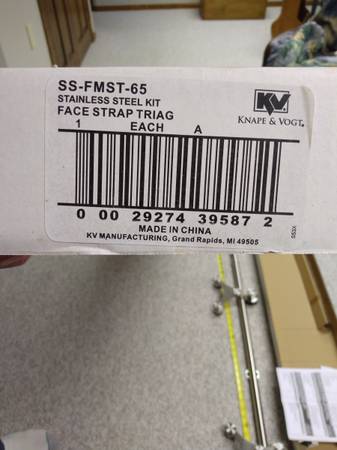 SS-FMST-65
STAINLESS STEEL KIT
FACE STRAP TRIAG
1 EACH A
KV
KNAPE & VOGT.
0 00 29274 39587 2
MADE IN CHINA
KV MANUFACTURING, Grand Rapids, MI 49505